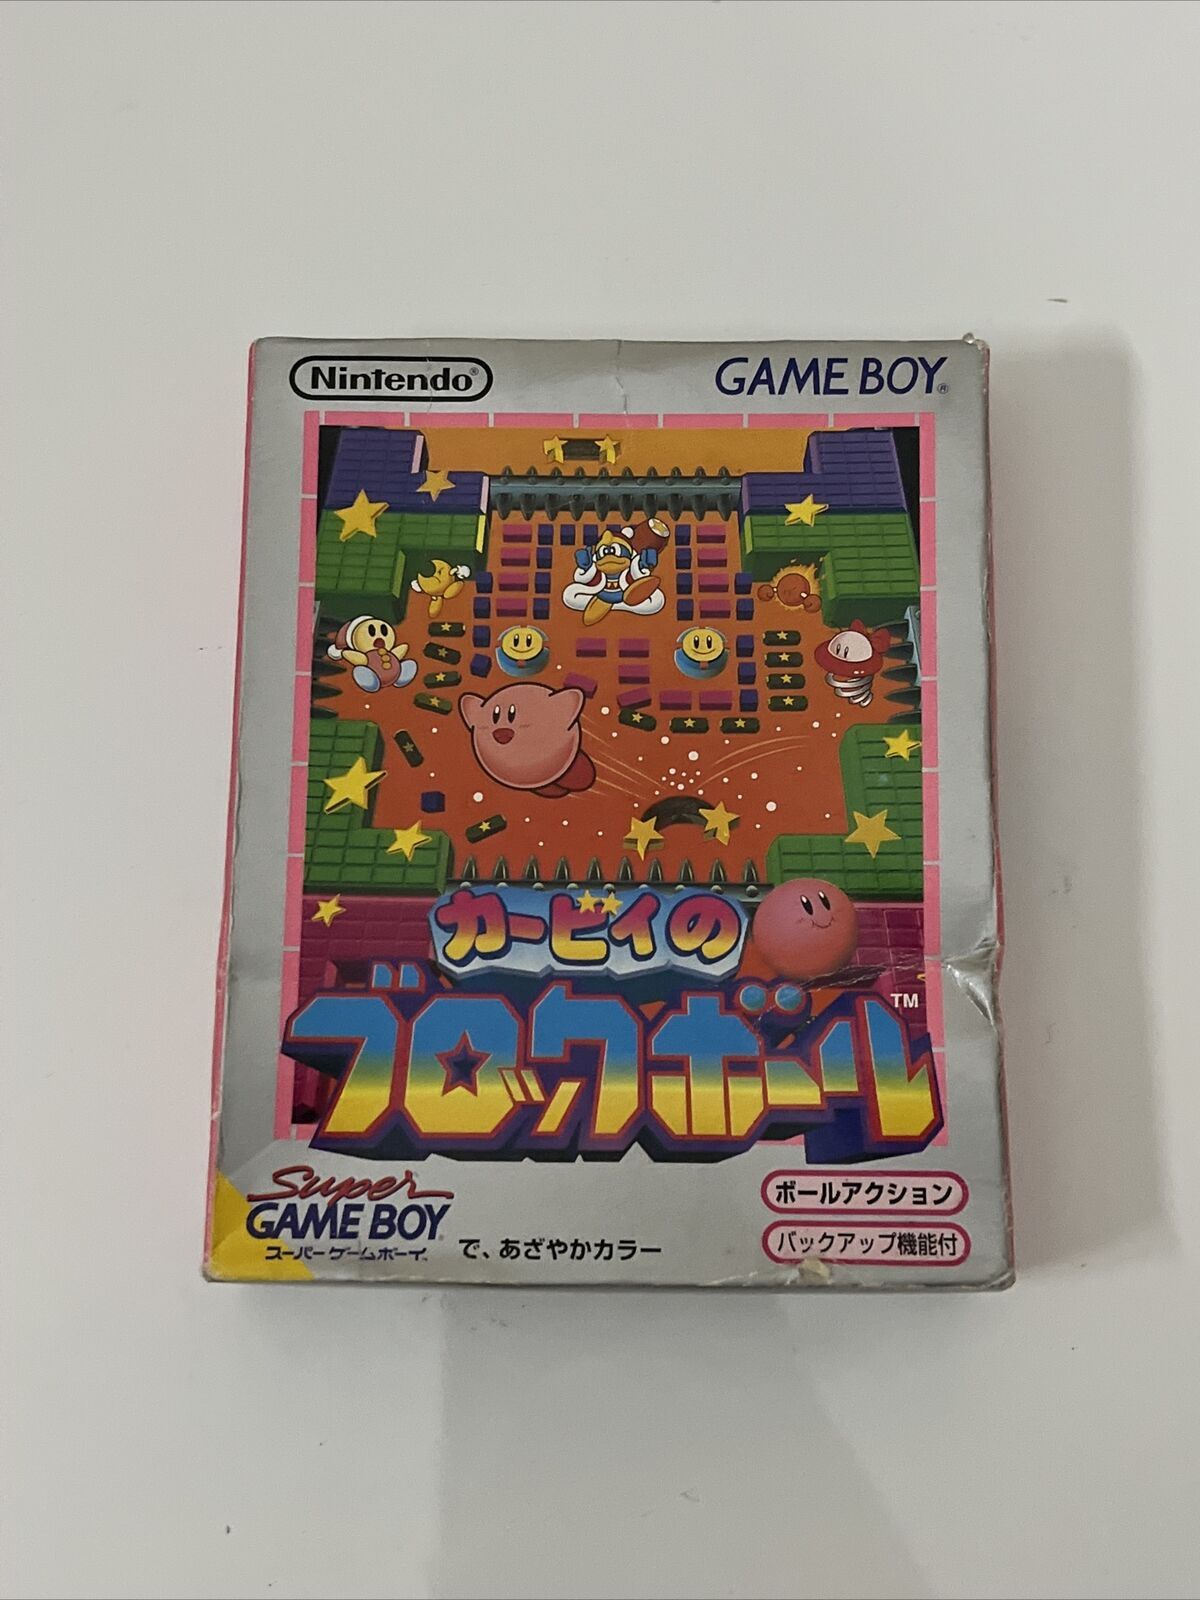 Nintendo®
GAME BOY®
カービィの
ブロックボール™
Super
GAME BOY
スーパーゲームボーイ
で、あざやかカラー
ボールアクション
バックアップ機能付